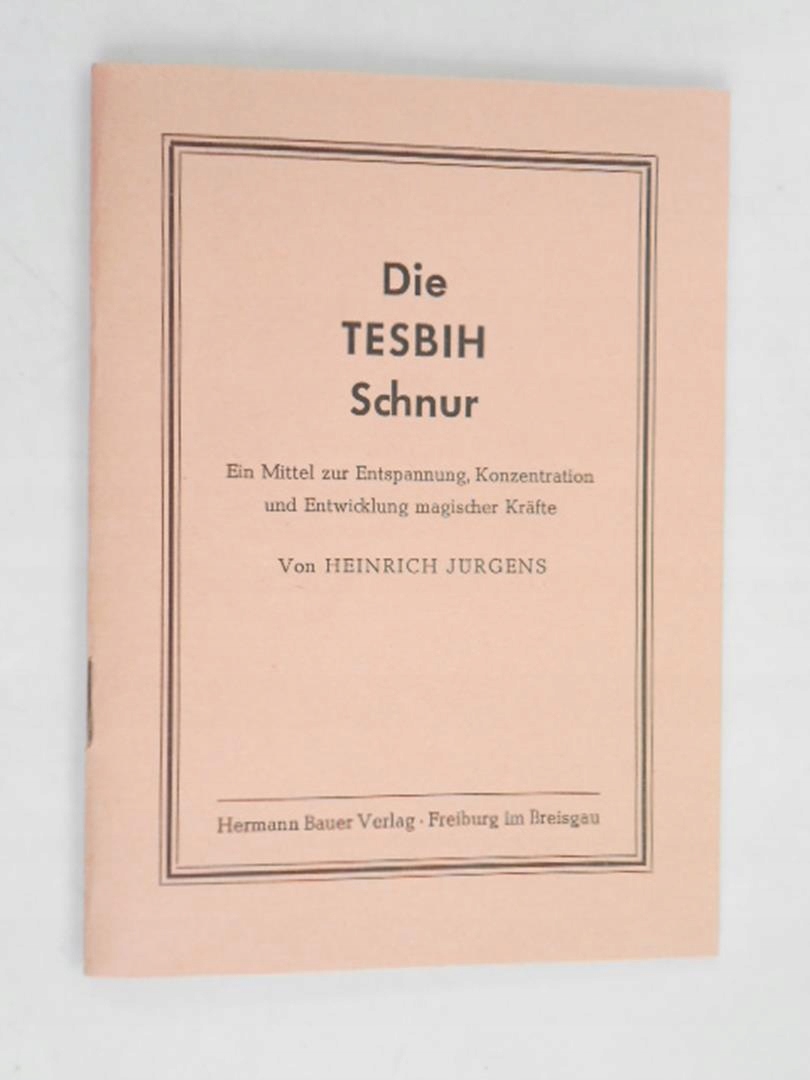 Die
TESBIH
Schnur
Ein Mittel zur Entspannung, Konzentration
und Entwicklung magischer Kräfte
Von HEINRICH JÜRGENS
Hermann Bauer Verlag · Freiburg im Breisgau